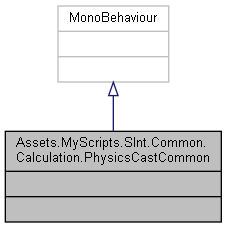 MonoBehaviour
Assets.MyScripts.SInt.Common.
Calculation.PhysicsCastCommon